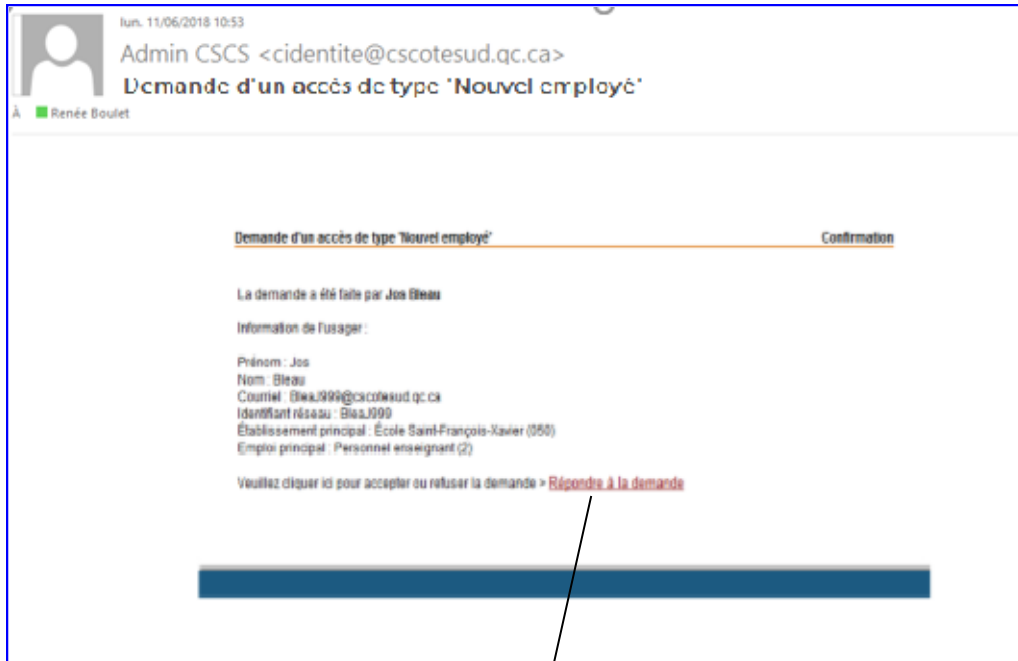 lun. 11/06/2018 10:53
Admin CSCS <cidentite@cscotesud.qc.ca>
Demande d'un accès de type 'Nouvel employé'
À Renée Boulet
Demande d'un accès de type 'Nouvel employé' Confirmation
La demande a été faite par Jos Bleau
Information de l'usager :
Prénom : Jos
Nom : Bleau
Courriel : BleaJ999@cscotesud.qc.ca
Identifiant réseau : BleaJ999
Établissement principal : École Saint-François-Xavier (060)
Emploi principal : Personnel enseignant (2)
Veuillez cliquer ici pour accepter ou refuser la demande > Répondre à la demande